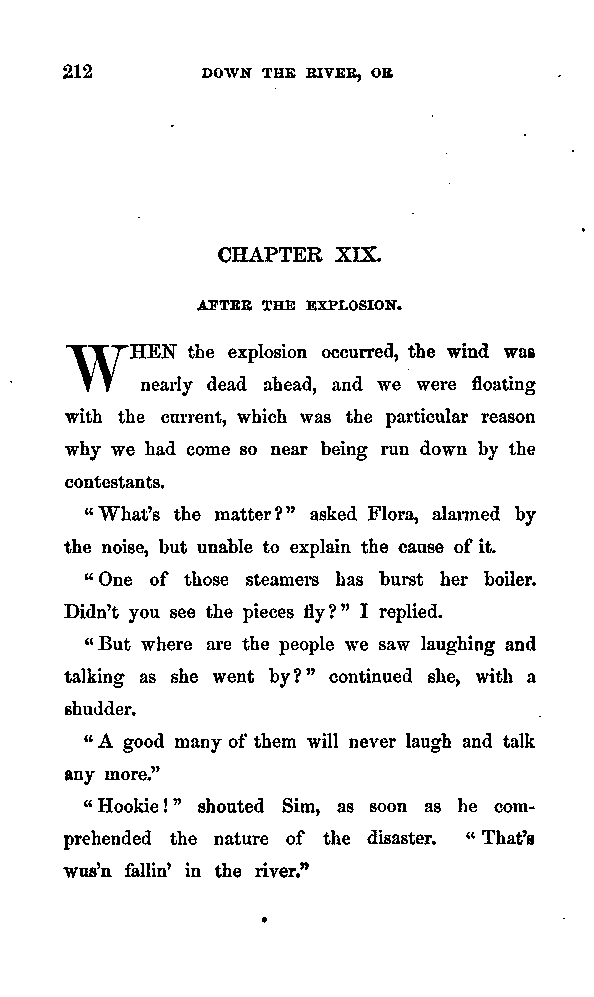 212 DOWN THE RIVER, OR
CHAPTER XIX.
AFTER THE EXPLOSION.
WHEN the explosion occurred, the wind was
nearly dead ahead, and we were floating
with the current, which was the particular reason
why we had come so near being run down by the
contestants.
"What's the matter?" asked Flora, alarmed by
the noise, but unable to explain the cause of it.
"One of those steamers has burst her boiler.
Didn't you see the pieces fly?" I replied.
"But where are the people we saw laughing and
talking as she went by?" continued she, with a
shudder.
"A good many of them will never laugh and talk
any more."
"Hookie!" shouted Sim, as soon as he com-
prehended the nature of the disaster. "That's
wus'n fallin' in the river."